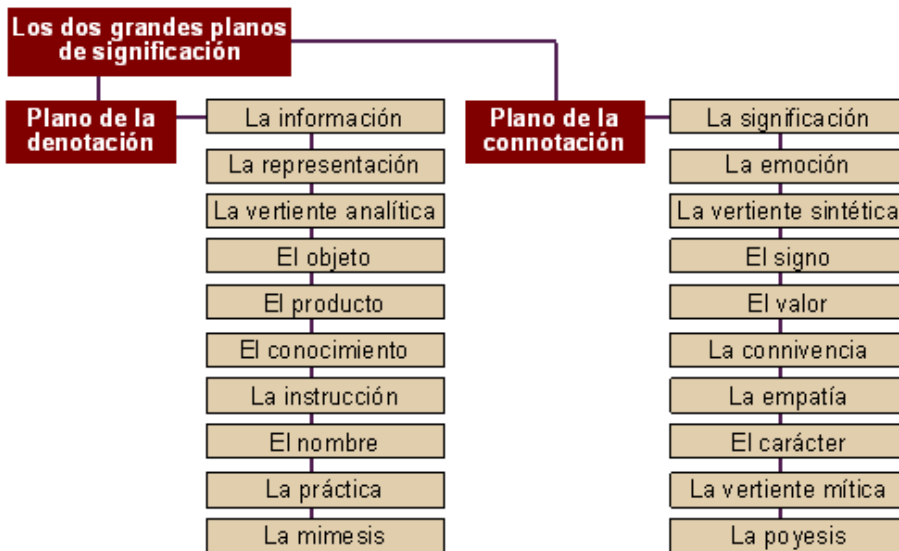 Los dos grandes planos
de significación
Plano de la
denotación
La información
La representación
La vertiente analítica
El objeto
El producto
El conocimiento
La instrucción
El nombre
La práctica
La mimesis
Plano de la
connotación
La significación
La emoción
La vertiente sintética
El signo
El valor
La connivencia
La empatía
El carácter
La vertiente mítica
La poyesis